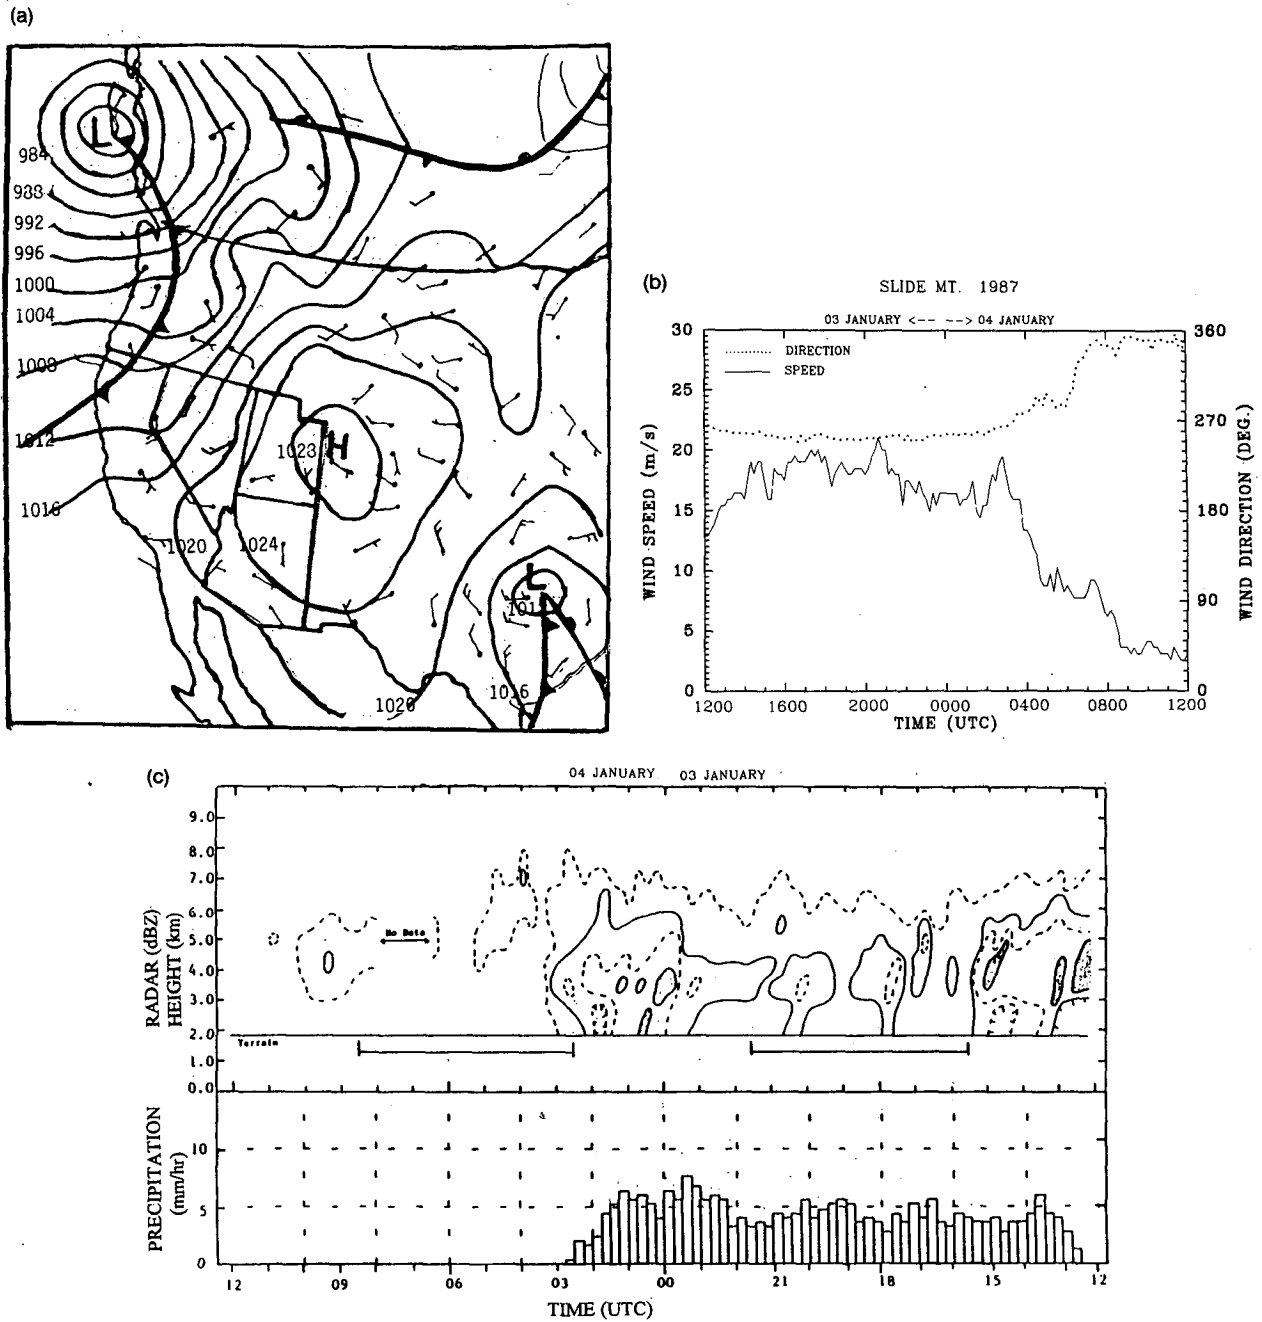 (a)
L
984
988
992
996
1000
1004
1008
1012
1016
1023 H
1020 1024
L
1016
1020
(b)
SLIDE MT. 1987
03 JANUARY <-- --> 04 JANUARY
30 360
DIRECTION
SPEED
25
270
20
15 180
10
90
5
0 0
WIND SPEED (m/s)
WIND DIRECTION (DEG.)
1200 1600 2000 0000 0400 0800 1200
TIME (UTC)
(c)
04 JANUARY 03 JANUARY
9.0
8.0
7.0
6.0
5.0
4.0
3.0
2.0
1.0
0.0
RADAR (dBZ)
HEIGHT (km)
No Data
Terrain
PRECIPITATION
(mm/hr)
10
5
0
12 09 06 03 00 21 18 15 12
TIME (UTC)